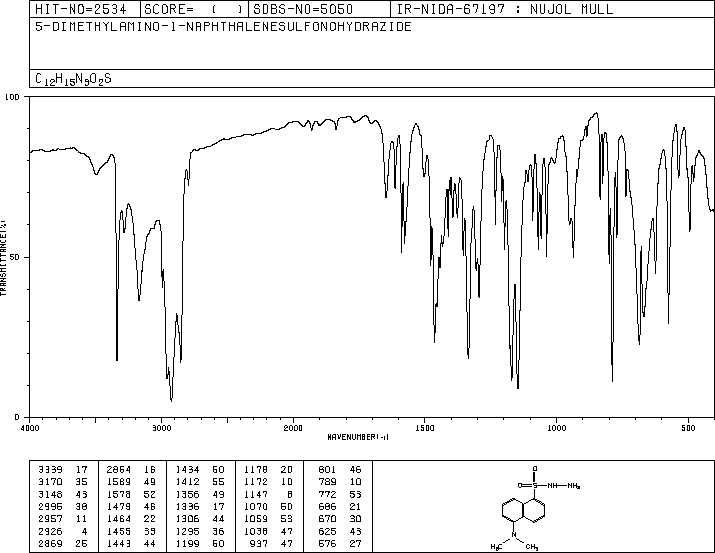 HIT-NO=2534 SCORE= ( ) SDBS-NO=5050 IR-NIDA-67197 : NUJOL MULL
5-DIMETHYLAMINO-1-NAPHTHALENESULFONOHYDRAZIDE
C12H15N3O2S
100
TRANSMITTANCE(%)
50
0
4000 3000 2000 1500 1000 500
WAVENUMBER(-1)
3339 17 2854 16 1434 50 1178 20 801 46
3170 35 1589 49 1412 55 1172 10 789 10
3148 43 1578 52 1356 49 1147 8 772 53
2995 38 1479 46 1336 17 1070 50 686 21
2957 11 1464 22 1306 44 1059 53 670 30
2926 4 1455 33 1295 36 1038 47 625 43
2869 25 1443 44 1199 50 937 47 576 27
O
S NH NH2
O
N
H3C CH3